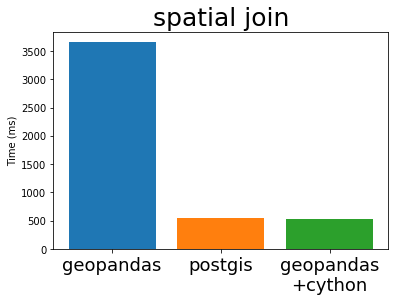 spatial join
3500
3000
2500
2000
1500
1000
500
0
Time (ms)
geopandas
postgis
geopandas
+cython